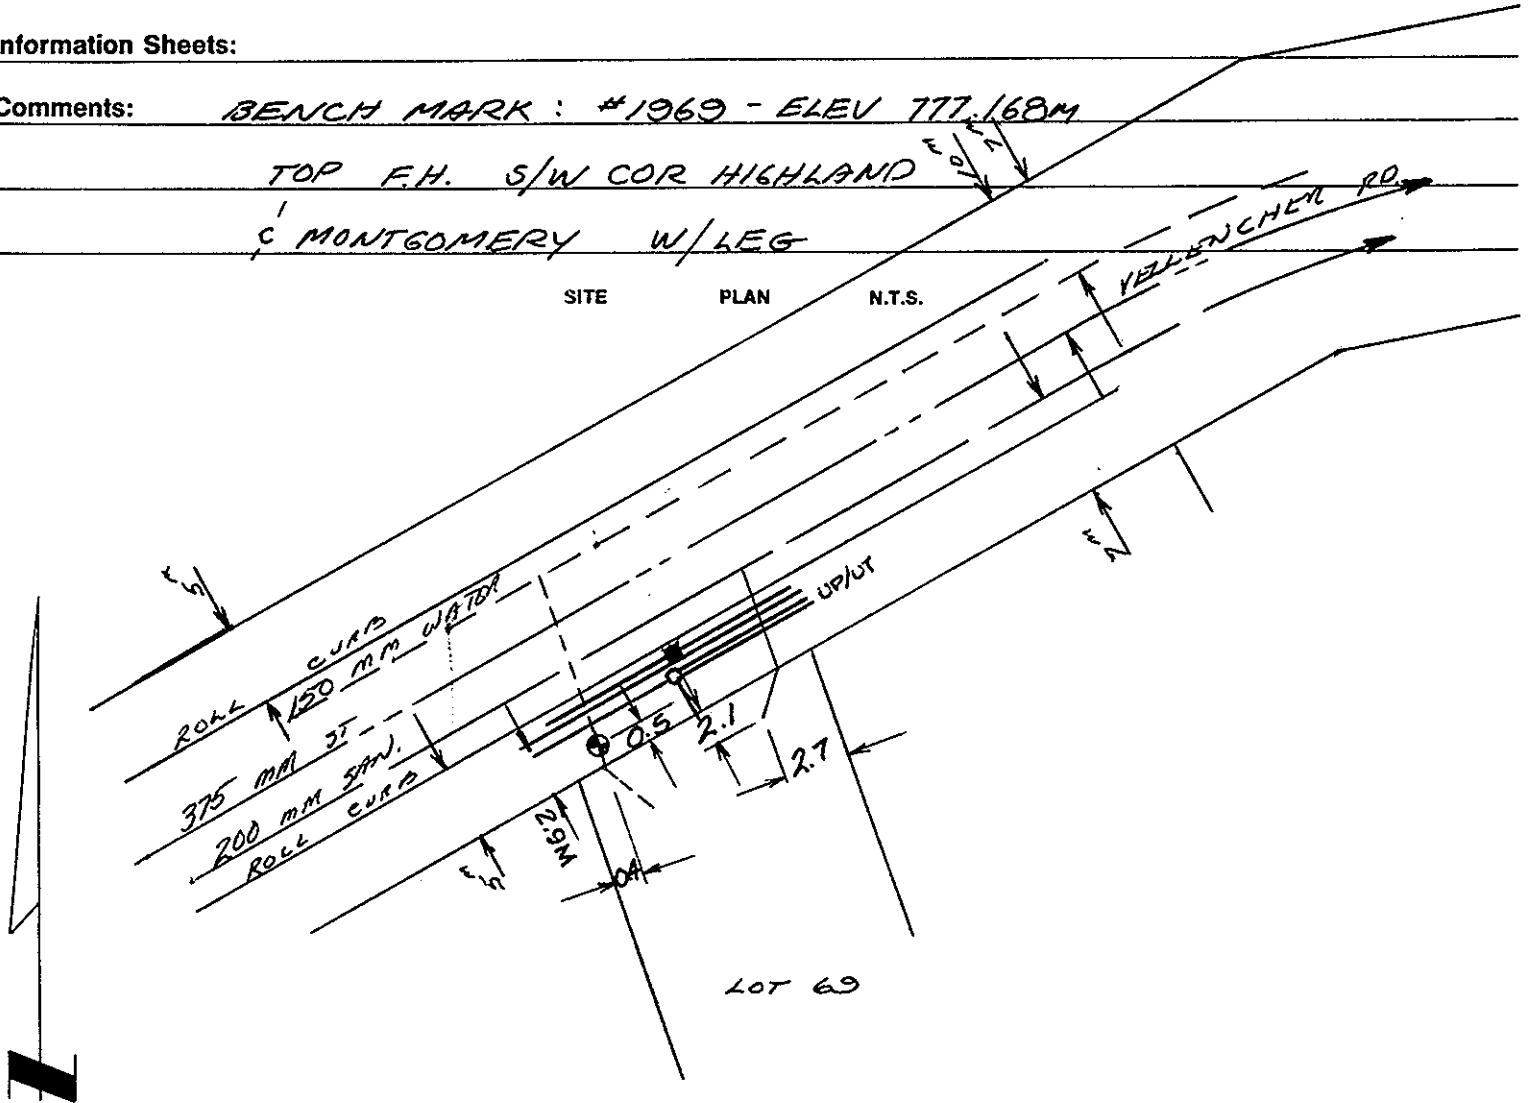 Information Sheets:
Comments: BENCH MARK : #1969 - ELEV 777.168M
TOP F.H. S/W COR HIGHLAND
& MONTGOMERY W/LEG
SITE PLAN N.T.S.
RD.
UP/UT
ROLL CURB
150 MM WATER
375 MM ST
200 mm SAN.
ROLL CURB
0.5
2.1
2.7
2.9M
0.4
LOT 69